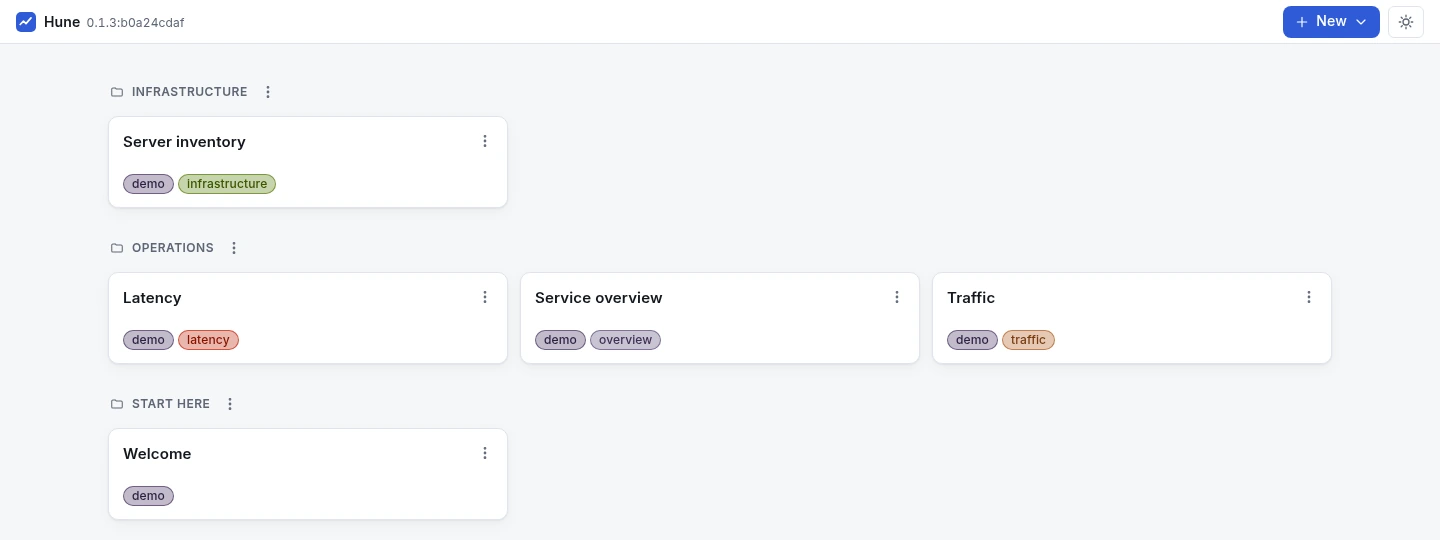 Hune 0.1.3:b0a24cdaf
New
INFRASTRUCTURE
Server inventory
demo infrastructure
OPERATIONS
Latency
demo latency
Service overview
demo overview
Traffic
demo traffic
START HERE
Welcome
demo